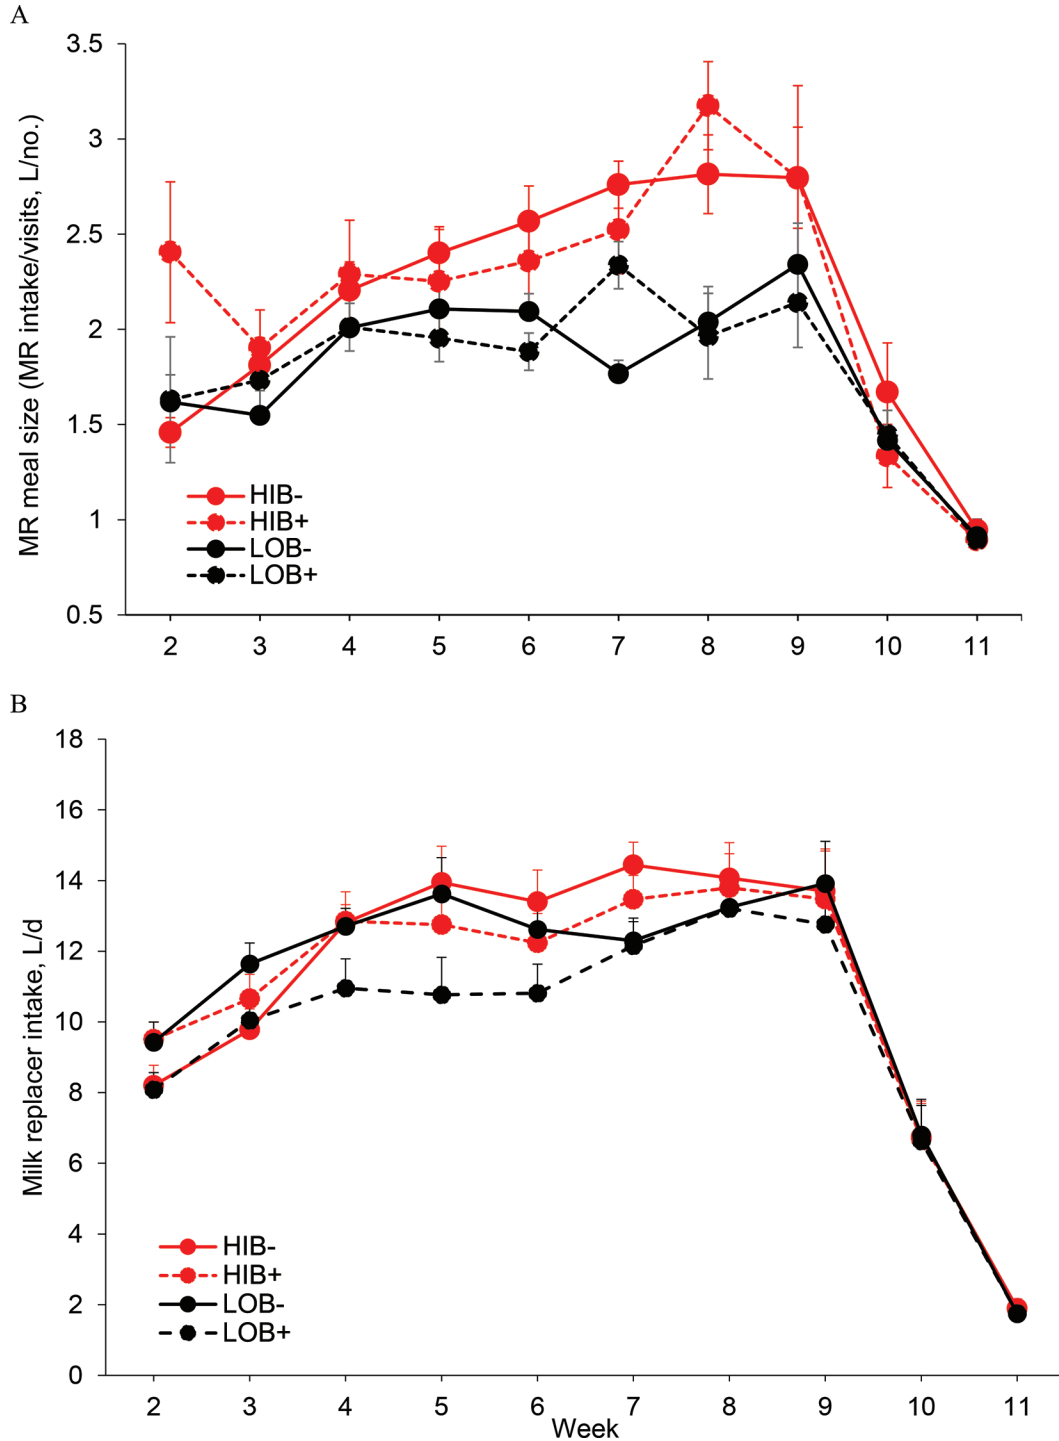 A
3.5
3
2.5
2
1.5
1
0.5
MR meal size (MR intake/visits, L/no.)
HIB-
HIB+
LOB-
LOB+
2 3 4 5 6 7 8 9 10 11
B
18
16
14
12
10
8
6
4
2
0
Milk replacer intake, L/d
HIB-
HIB+
LOB-
LOB+
2 3 4 5 6 7 8 9 10 11
Week